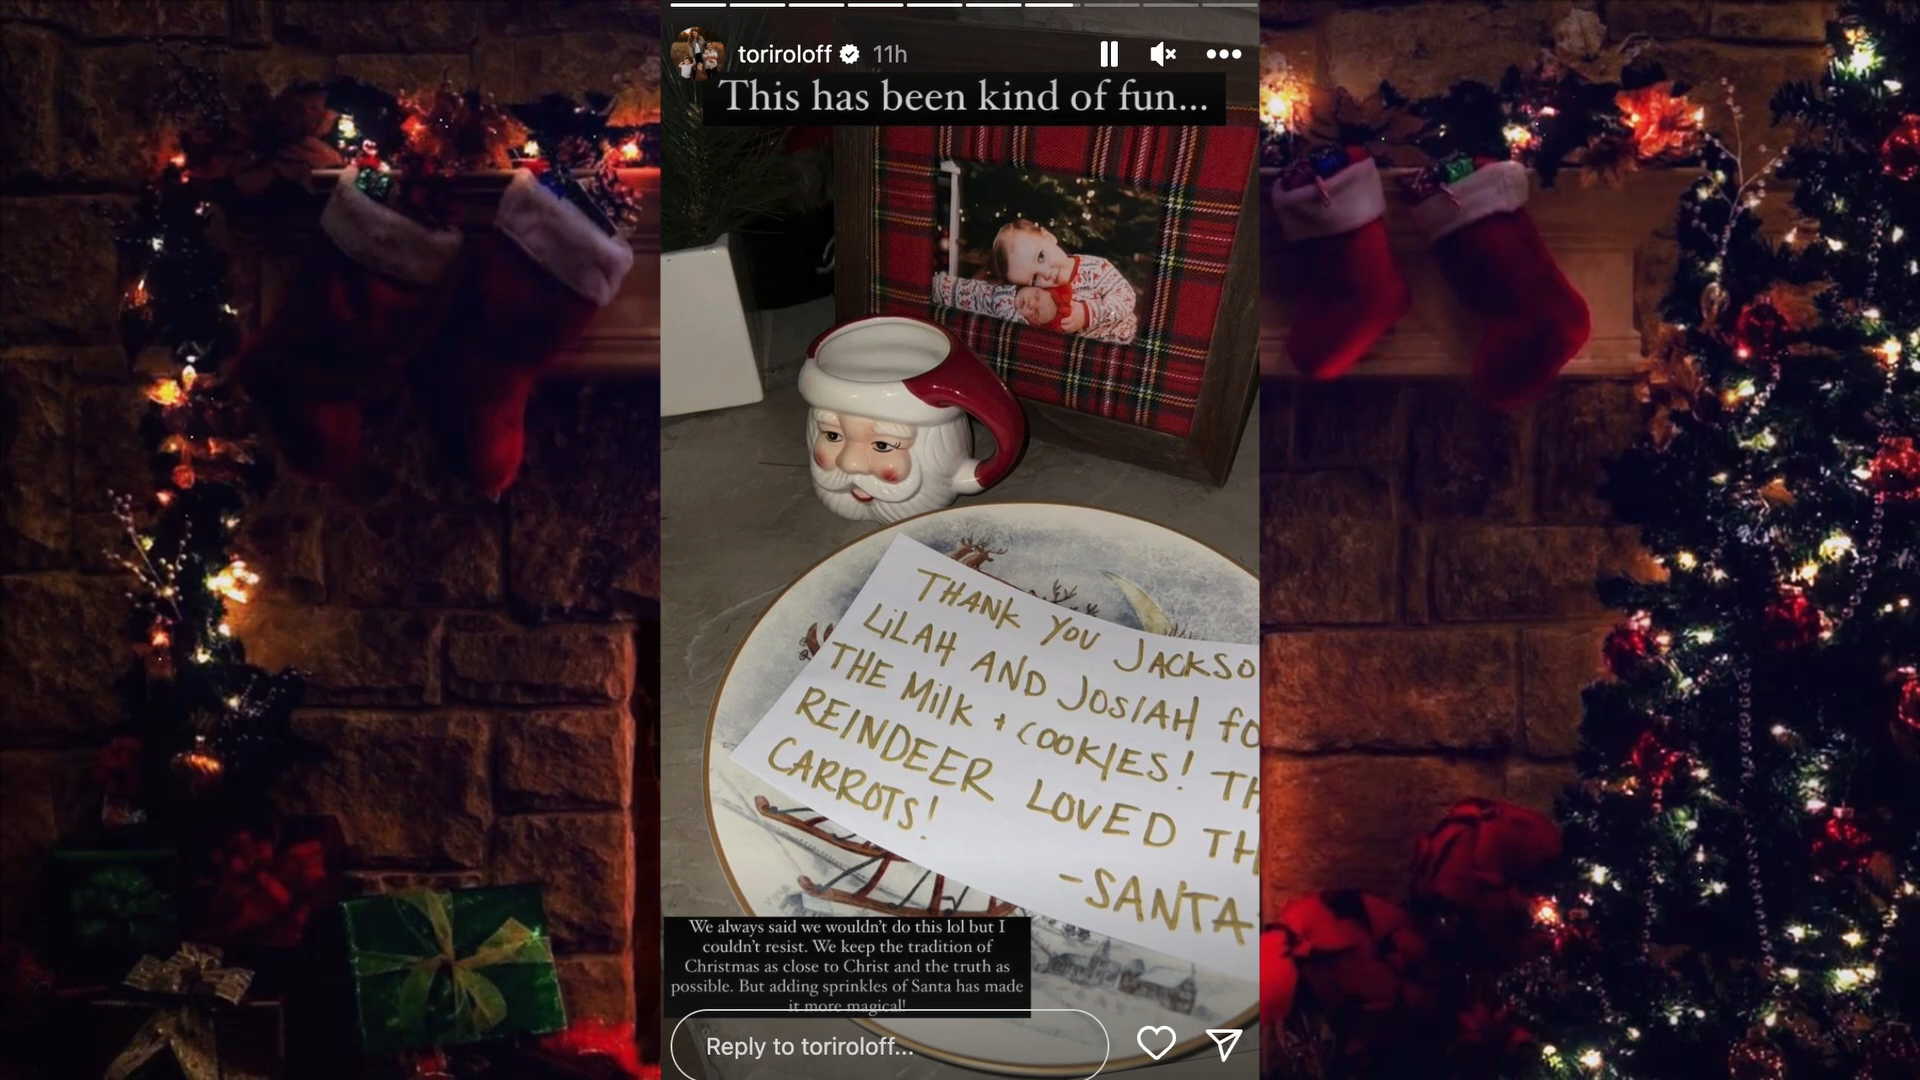 toriroloff 11h
This has been kind of fun...
THANK YOU JACKSO
LiLAH AND JOSIAH fO
THE MilK + COOKIES! TH
REINDEER LOVED TH
CARROTS!
-SANTA
We always said we wouldn't do this lol but I
couldn't resist. We keep the tradition of
Christmas as close to Christ and the truth as
possible. But adding sprinkles of Santa has made
it more magical!
Reply to toriroloff...